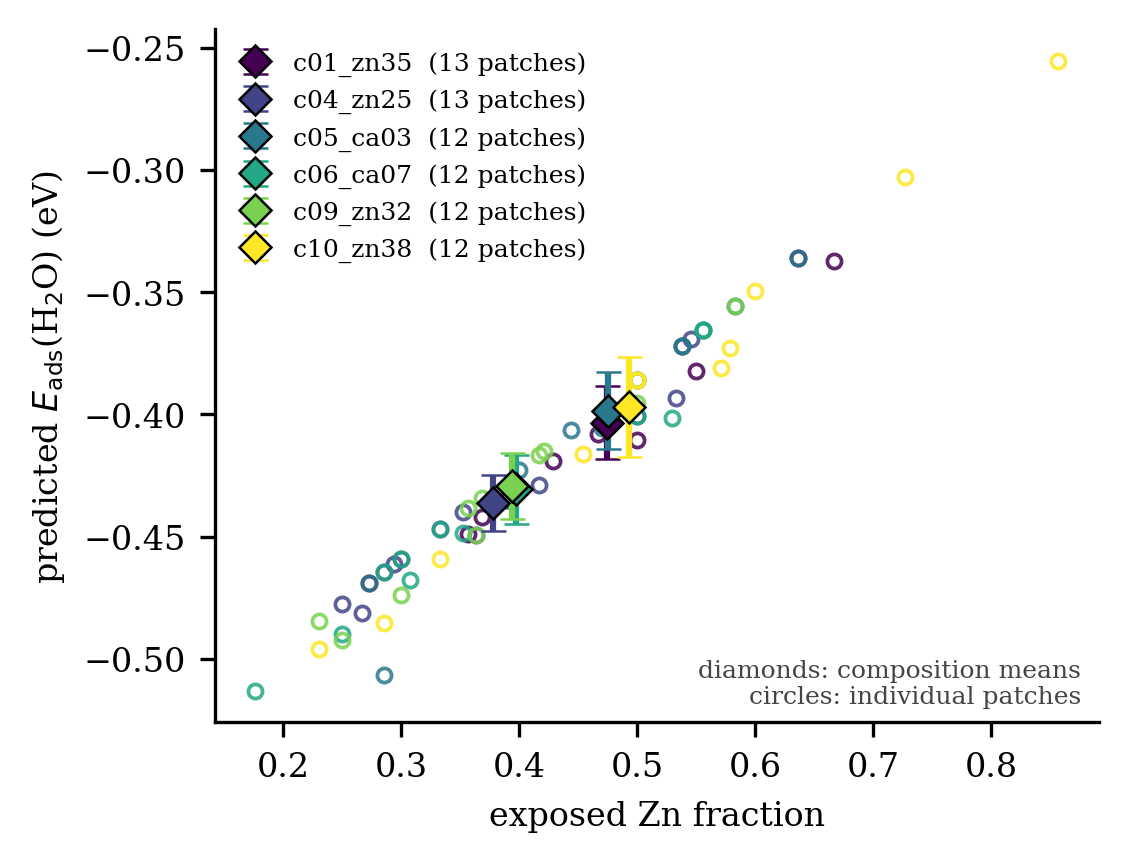 −0.25
−0.30
−0.35
−0.40
−0.45
−0.50
predicted E_ads(H₂O) (eV)
c01_zn35 (13 patches)
c04_zn25 (13 patches)
c05_ca03 (12 patches)
c06_ca07 (12 patches)
c09_zn32 (12 patches)
c10_zn38 (12 patches)
diamonds: composition means
circles: individual patches
0.2 0.3 0.4 0.5 0.6 0.7 0.8
exposed Zn fraction